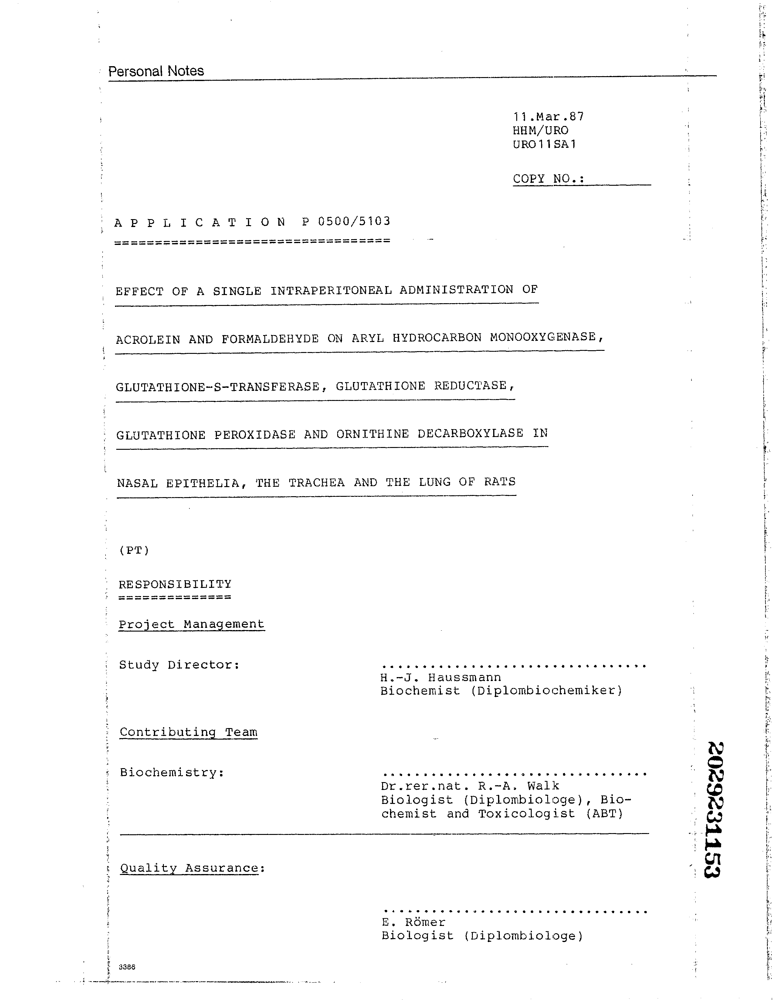 Personal Notes
11.Mar.87
HHM/URO
URO11SA1
COPY NO.:
A P P L I C A T I O N P 0500/5103
==================================
EFFECT OF A SINGLE INTRAPERITONEAL ADMINISTRATION OF
ACROLEIN AND FORMALDEHYDE ON ARYL HYDROCARBON MONOOXYGENASE,
GLUTATHIONE-S-TRANSFERASE, GLUTATHIONE REDUCTASE,
GLUTATHIONE PEROXIDASE AND ORNITHINE DECARBOXYLASE IN
NASAL EPITHELIA, THE TRACHEA AND THE LUNG OF RATS
(PT)
RESPONSIBILITY
==============
Project Management
Study Director: .................................
H.-J. Haussmann
Biochemist (Diplombiochemiker)
Contributing Team
Biochemistry: .................................
Dr.rer.nat. R.-A. Walk
Biologist (Diplombiologe), Bio-
chemist and Toxicologist (ABT)
Quality Assurance:
.................................
E. Römer
Biologist (Diplombiologe)
3386
2029231153